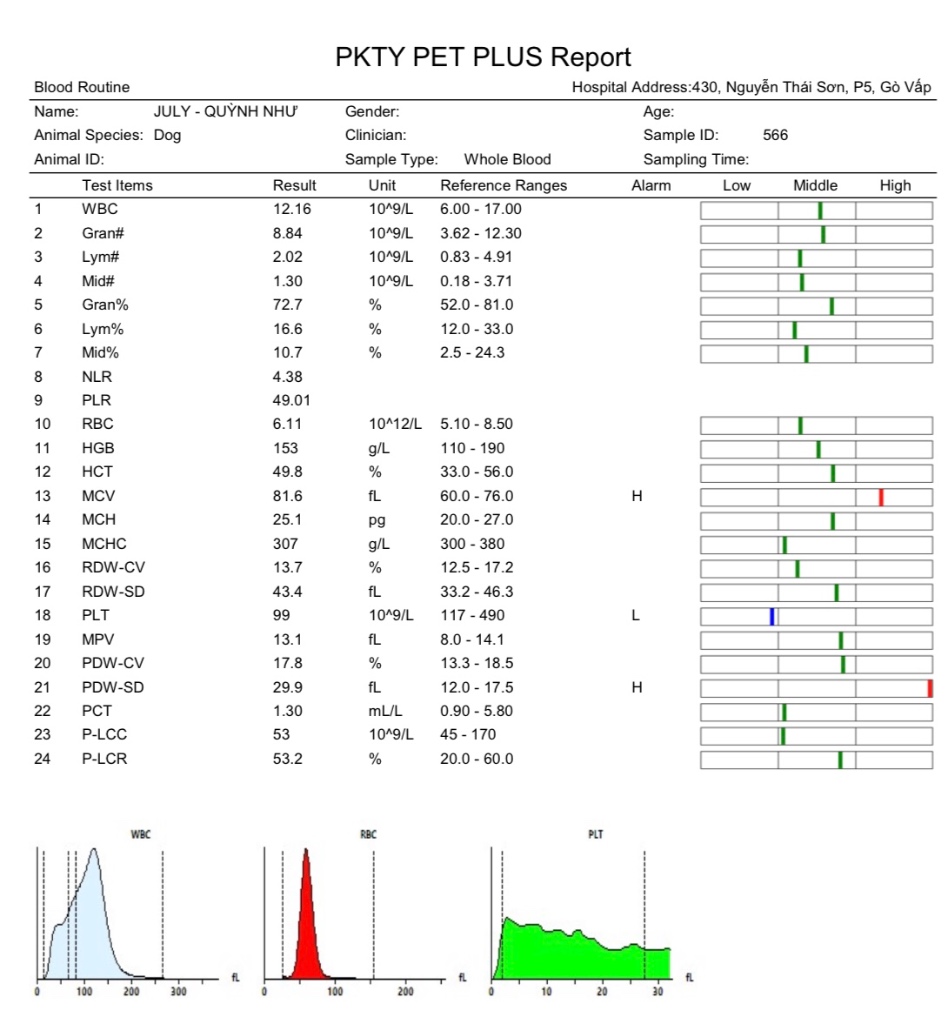 PKTY PET PLUS Report
Blood Routine Hospital Address:430, Nguyễn Thái Sơn, P5, Gò Vấp
Name: JULY - QUỲNH NHƯ Gender: Age:
Animal Species: Dog Clinician: Sample ID: 566
Animal ID: Sample Type: Whole Blood Sampling Time:
Test Items Result Unit Reference Ranges Alarm Low Middle High
1 WBC 12.16 10^9/L 6.00 - 17.00
2 Gran# 8.84 10^9/L 3.62 - 12.30
3 Lym# 2.02 10^9/L 0.83 - 4.91
4 Mid# 1.30 10^9/L 0.18 - 3.71
5 Gran% 72.7 % 52.0 - 81.0
6 Lym% 16.6 % 12.0 - 33.0
7 Mid% 10.7 % 2.5 - 24.3
8 NLR 4.38
9 PLR 49.01
10 RBC 6.11 10^12/L 5.10 - 8.50
11 HGB 153 g/L 110 - 190
12 HCT 49.8 % 33.0 - 56.0
13 MCV 81.6 fL 60.0 - 76.0 H
14 MCH 25.1 pg 20.0 - 27.0
15 MCHC 307 g/L 300 - 380
16 RDW-CV 13.7 % 12.5 - 17.2
17 RDW-SD 43.4 fL 33.2 - 46.3
18 PLT 99 10^9/L 117 - 490 L
19 MPV 13.1 fL 8.0 - 14.1
20 PDW-CV 17.8 % 13.3 - 18.5
21 PDW-SD 29.9 fL 12.0 - 17.5 H
22 PCT 1.30 mL/L 0.90 - 5.80
23 P-LCC 53 10^9/L 45 - 170
24 P-LCR 53.2 % 20.0 - 60.0
WBC RBC PLT
fL fL fL
0 100 200 300 0 100 200 0 10 20 30